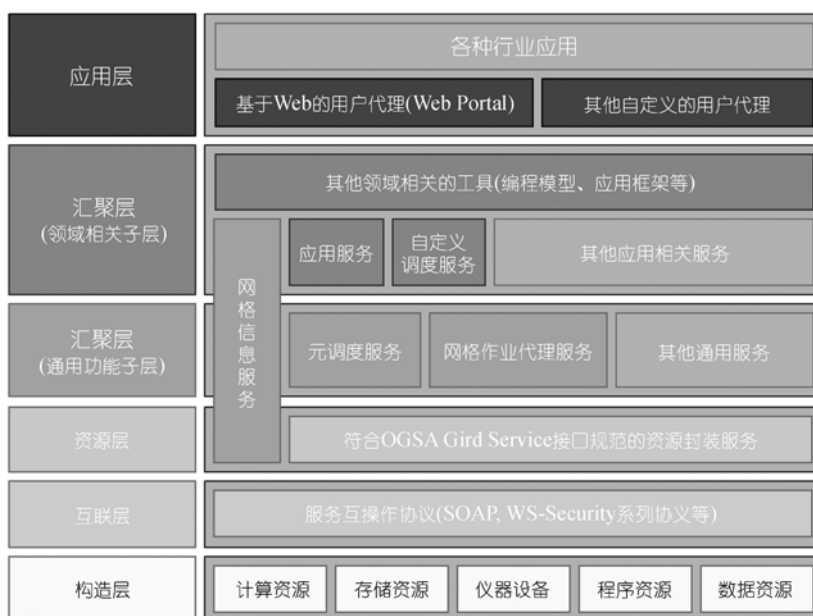 应用层
各种行业应用
基于Web的用户代理(Web Portal)
其他自定义的用户代理
汇聚层
(领域相关子层)
其他领域相关的工具(编程模型、应用框架等)
网格信息服务
应用服务
自定义
调度服务
其他应用相关服务
汇聚层
(通用功能子层)
元调度服务
网格作业代理服务
其他通用服务
资源层
符合OGSA Gird Service接口规范的资源封装服务
互联层
服务互操作协议(SOAP, WS-Security系列协义等)
构造层
计算资源
存储资源
仪器设备
程序资源
数据资源